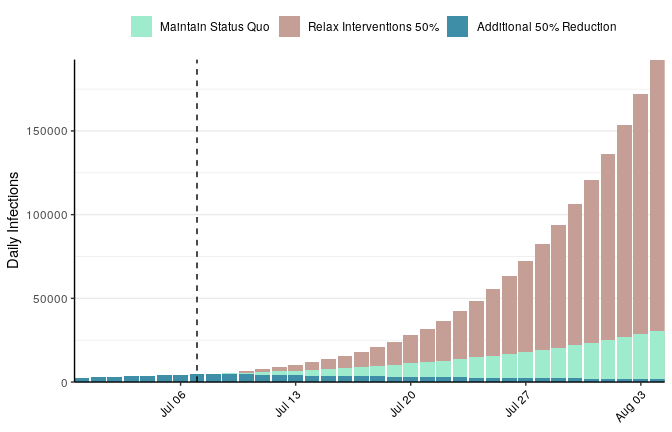 Maintain Status Quo Relax Interventions 50% Additional 50% Reduction
Daily Infections
150000
100000
50000
0
Jul 06 Jul 13 Jul 20 Jul 27 Aug 03